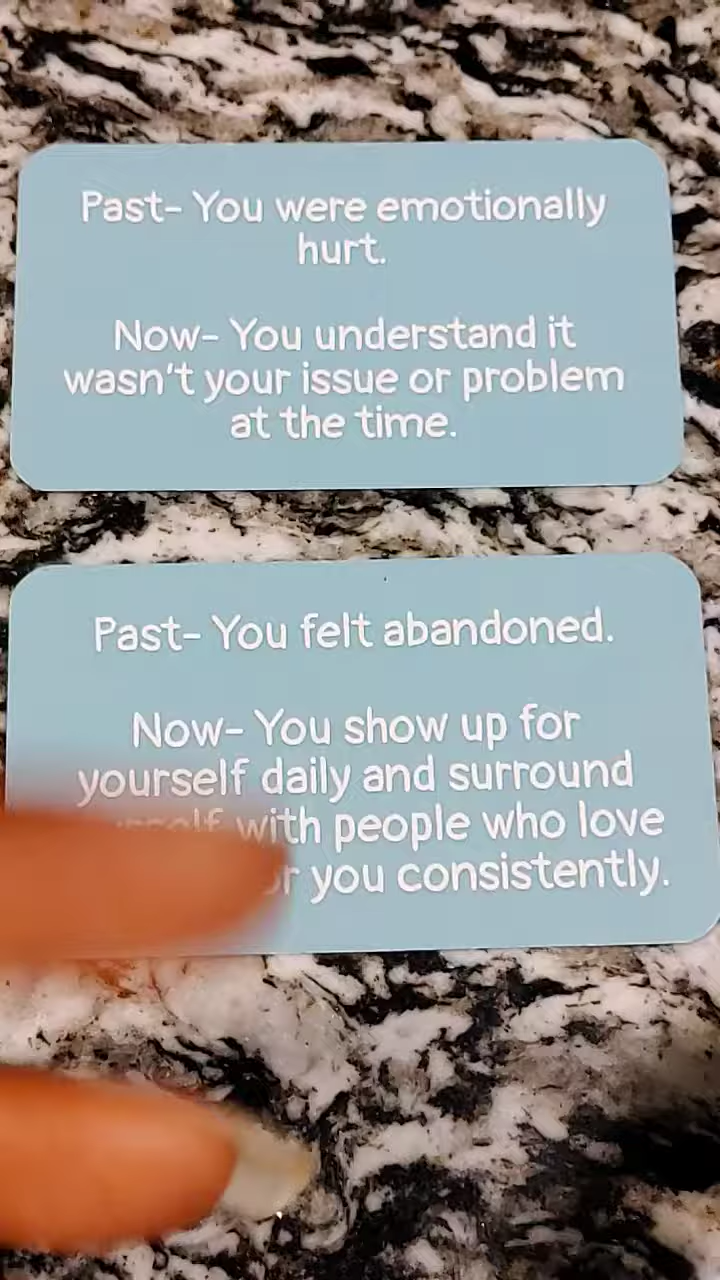 Past- You were emotionally
hurt.
Now- You understand it
wasn't your issue or problem
at the time.
Past- You felt abandoned.
Now- You show up for
yourself daily and surround
with people who love
you consistently.